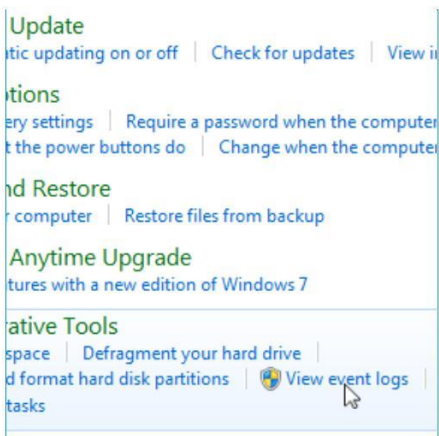 Update
tic updating on or off Check for updates View i
tions
ery settings Require a password when the computer
t the power buttons do Change when the compute
nd Restore
r computer Restore files from backup
Anytime Upgrade
tures with a new edition of Windows 7
ative Tools
space Defragment your hard drive
d format hard disk partitions View event logs
tasks